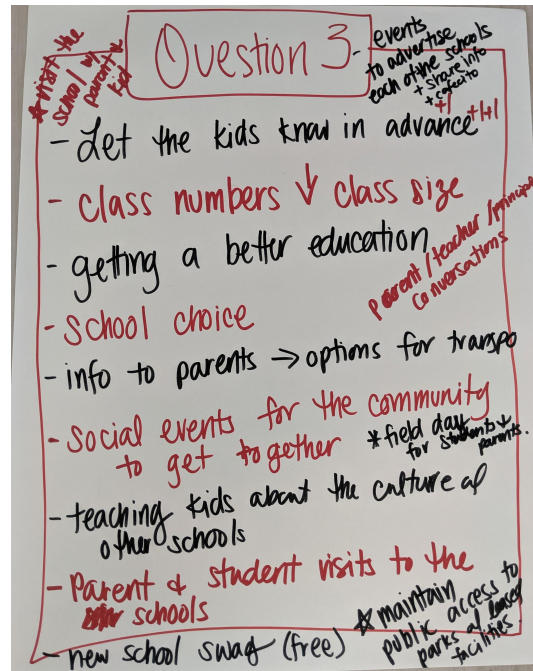 Question 3
* visit the
school w/
parent &
kid
- events
to advertise
each of the schools
+ share info
+ cafecito
+1
- Let the kids know in advance +1+1
- class numbers ↓ class size
- getting a better education
parent/teacher/principal
conversations
- school choice
- info to parents → options for transpo
- social events for the community
to get together
* field day
for students &
parents.
- teaching kids about the culture of
other schools
- Parent & student visits to the
schools
- new school swag (free)
* maintain
public access to
parks at leased
facilities.